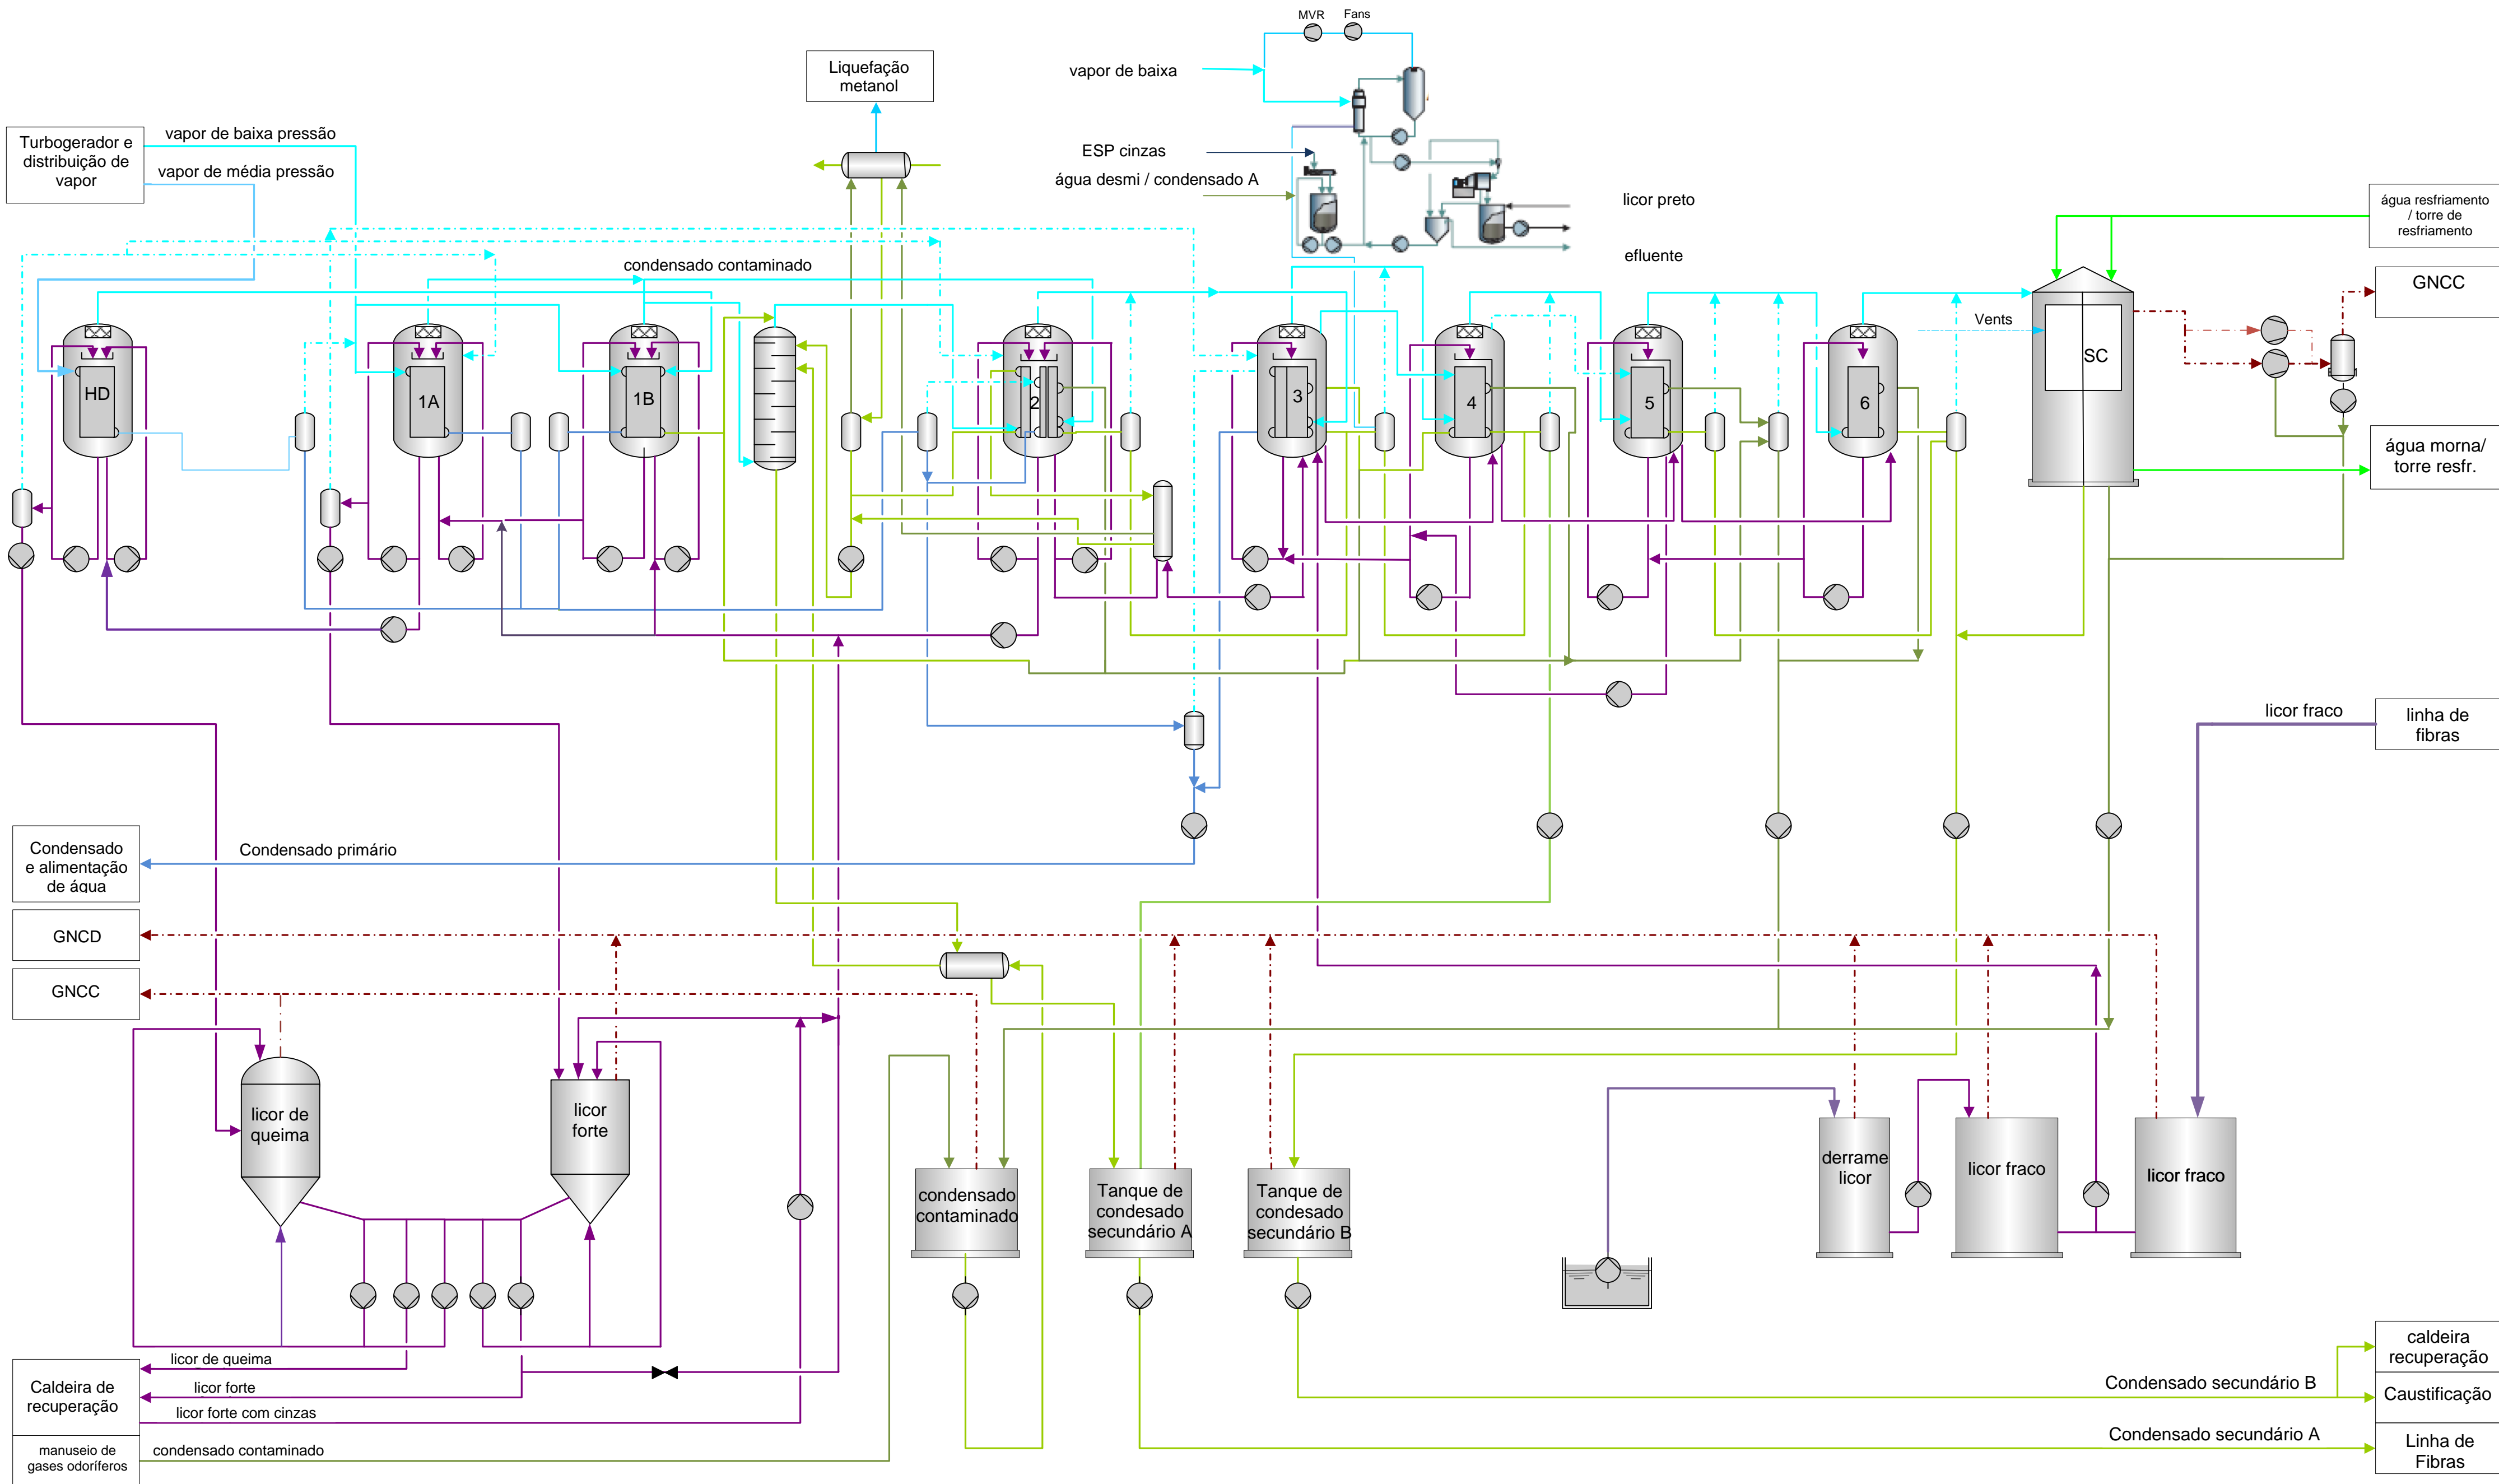 MVR
Fans
Liquefação
metanol
vapor de baixa
Turbogerador e
distribuição de
vapor
vapor de baixa pressão
vapor de média pressão
ESP cinzas
água desmi / condensado A
licor preto
efluente
água resfriamento
/ torre de
resfriamento
condensado contaminado
GNCC
Vents
SC
HD
1A
1B
2
3
4
5
6
água morna/
torre resfr.
licor fraco
linha de
fibras
Condensado
e alimentação
de água
Condensado primário
GNCD
GNCC
licor de
queima
licor
forte
condensado
contaminado
Tanque de
condesado
secundário A
Tanque de
condesado
secundário B
derrame
licor
licor fraco
licor fraco
Caldeira de
recuperação
licor de queima
licor forte
licor forte com cinzas
manuseio de
gases odoríferos
condensado contaminado
caldeira
recuperação
Condensado secundário B
Caustificação
Condensado secundário A
Linha de
Fibras